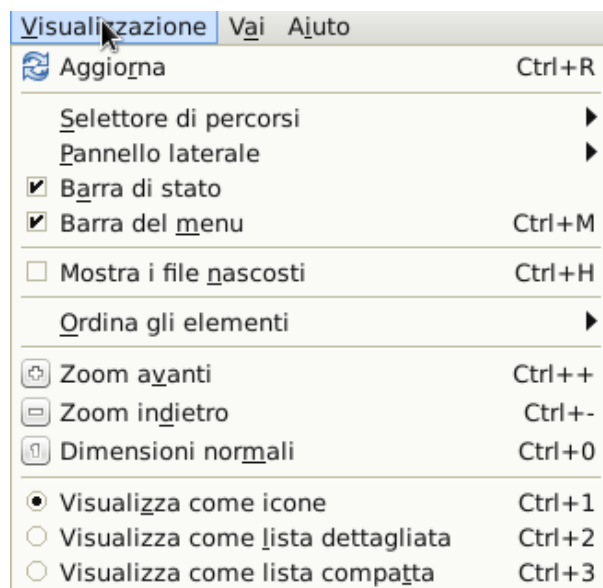 Visualizzazione Vai Aiuto
Aggiorna Ctrl+R
Selettore di percorsi
Pannello laterale
Barra di stato
Barra del menu Ctrl+M
Mostra i file nascosti Ctrl+H
Ordina gli elementi
Zoom avanti Ctrl++
Zoom indietro Ctrl+-
Dimensioni normali Ctrl+0
Visualizza come icone Ctrl+1
Visualizza come lista dettagliata Ctrl+2
Visualizza come lista compatta Ctrl+3